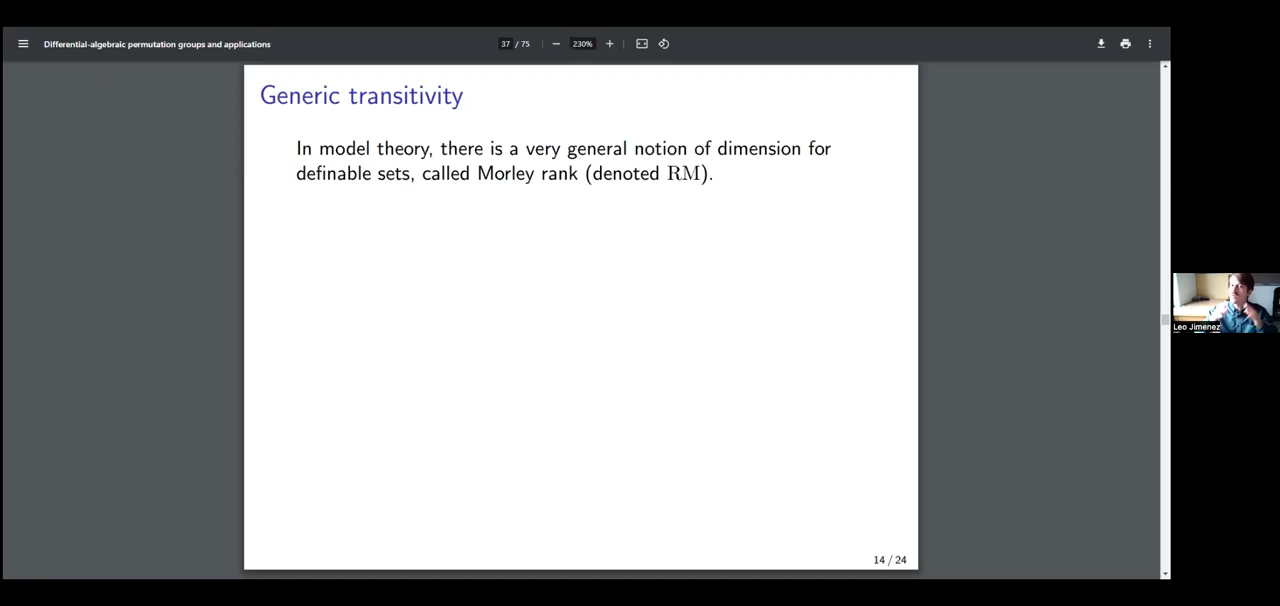 Differential-algebraic permutation groups and applications
37 / 75
230%
Generic transitivity
In model theory, there is a very general notion of dimension for
definable sets, called Morley rank (denoted RM).
Leo Jimenez
14 / 24